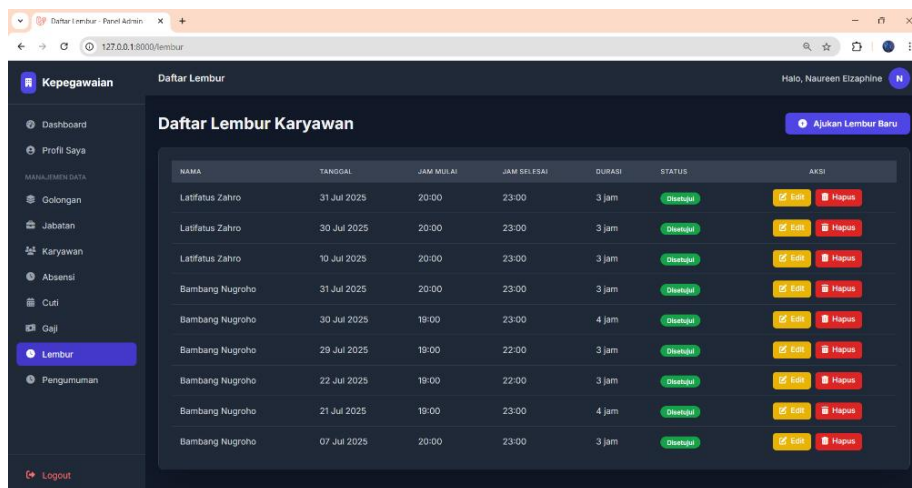 Daftar Lembur - Panel Admin
127.0.0.1:8000/lembur
Kepegawaian
Daftar Lembur
Halo, Naureen Elzaphine
N
Dashboard
Profil Saya
MANAJEMEN DATA
Golongan
Jabatan
Karyawan
Absensi
Cuti
Gaji
Lembur
Pengumuman
Logout
Daftar Lembur Karyawan
Ajukan Lembur Baru
NAMA TANGGAL JAM MULAI JAM SELESAI DURASI STATUS AKSI
Latifatus Zahro 31 Jul 2025 20:00 23:00 3 jam Disetujui Edit Hapus
Latifatus Zahro 30 Jul 2025 20:00 23:00 3 jam Disetujui Edit Hapus
Latifatus Zahro 10 Jul 2025 20:00 23:00 3 jam Disetujui Edit Hapus
Bambang Nugroho 31 Jul 2025 20:00 23:00 3 jam Disetujui Edit Hapus
Bambang Nugroho 30 Jul 2025 19:00 23:00 4 jam Disetujui Edit Hapus
Bambang Nugroho 29 Jul 2025 19:00 22:00 3 jam Disetujui Edit Hapus
Bambang Nugroho 22 Jul 2025 19:00 22:00 3 jam Disetujui Edit Hapus
Bambang Nugroho 21 Jul 2025 19:00 23:00 4 jam Disetujui Edit Hapus
Bambang Nugroho 07 Jul 2025 20:00 23:00 3 jam Disetujui Edit Hapus